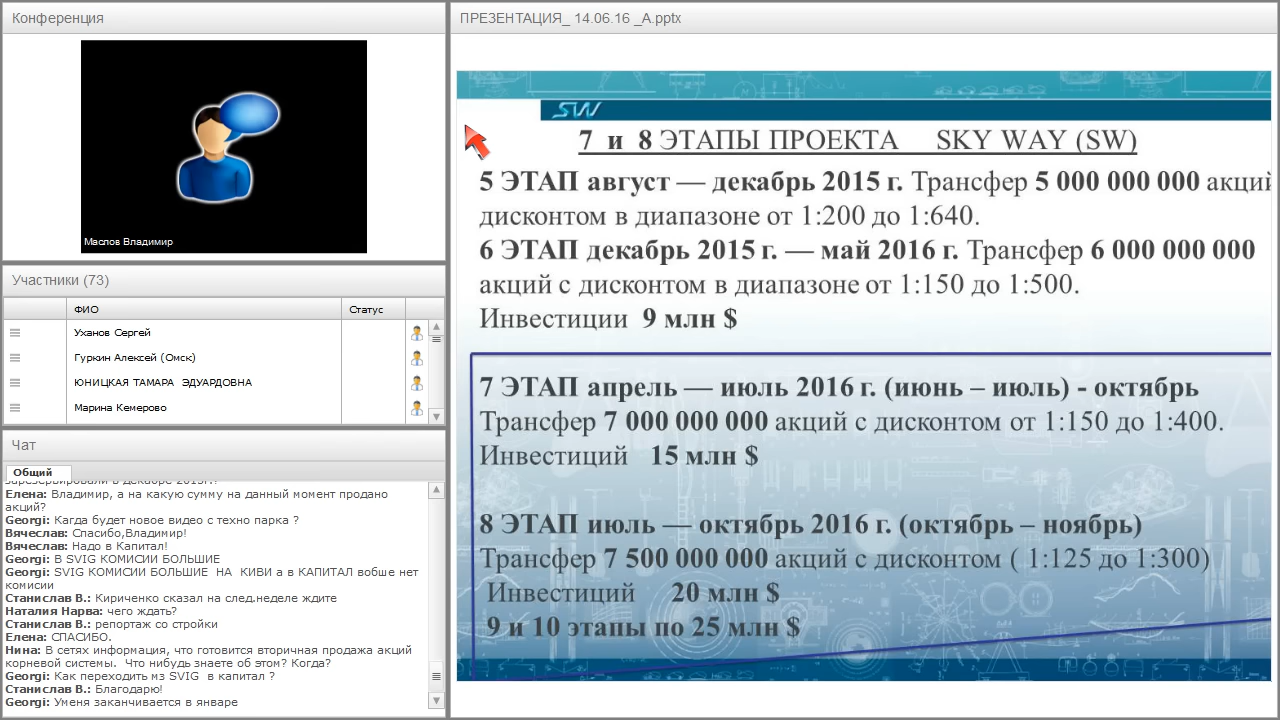 Конференция
Маслов Владимир
Участники (73)
ФИО
Статус
Уханов Сергей
Гуркин Алексей (Омск)
ЮНИЦКАЯ ТАМАРА ЭДУАРДОВНА
Марина Кемерово
Чат
Общий
зарезервировали в декабре 2015г.?
Елена: Владимир, а на какую сумму на данный момент продано
акций?
Georgi: Кагда будет новое видео с техно парка ?
Вячеслав: Спасибо,Владимир!
Вячеслав: Надо в Капитал!
Georgi: В SVIG КОМИСИИ БОЛЬШИЕ
Georgi: SVIG КОМИСИИ БОЛЬШИЕ НА КИВИ а в КАПИТАЛ вобше нет
комисии
Станислав В.: Кириченко сказал на след.неделе ждите
Наталия Нарва: чего ждать?
Станислав В.: репортаж со стройки
Елена: СПАСИБО.
Нина: В сетях информация, что готовится вторичная продажа акций
корневой системы. Что нибудь знаете об этом? Когда?
Georgi: Как переходить мз SVIG в капитал ?
Станислав В.: Благодарю!
Georgi: Уменя заканчивается в январе
ПРЕЗЕНТАЦИЯ_ 14.06.16 _А.pptx
SW
7 и 8 ЭТАПЫ ПРОЕКТА SKY WAY (SW)
5 ЭТАП август — декабрь 2015 г. Трансфер 5 000 000 000 акций
дисконтом в диапазоне от 1:200 до 1:640.
6 ЭТАП декабрь 2015 г. — май 2016 г. Трансфер 6 000 000 000
акций с дисконтом в диапазоне от 1:150 до 1:500.
Инвестиции 9 млн $
7 ЭТАП апрель — июль 2016 г. (июнь – июль) - октябрь
Трансфер 7 000 000 000 акций с дисконтом от 1:150 до 1:400.
Инвестиций 15 млн $
8 ЭТАП июль — октябрь 2016 г. (октябрь – ноябрь)
Трансфер 7 500 000 000 акций с дисконтом ( 1:125 до 1:300)
Инвестиций 20 млн $
9 и 10 этапы по 25 млн $